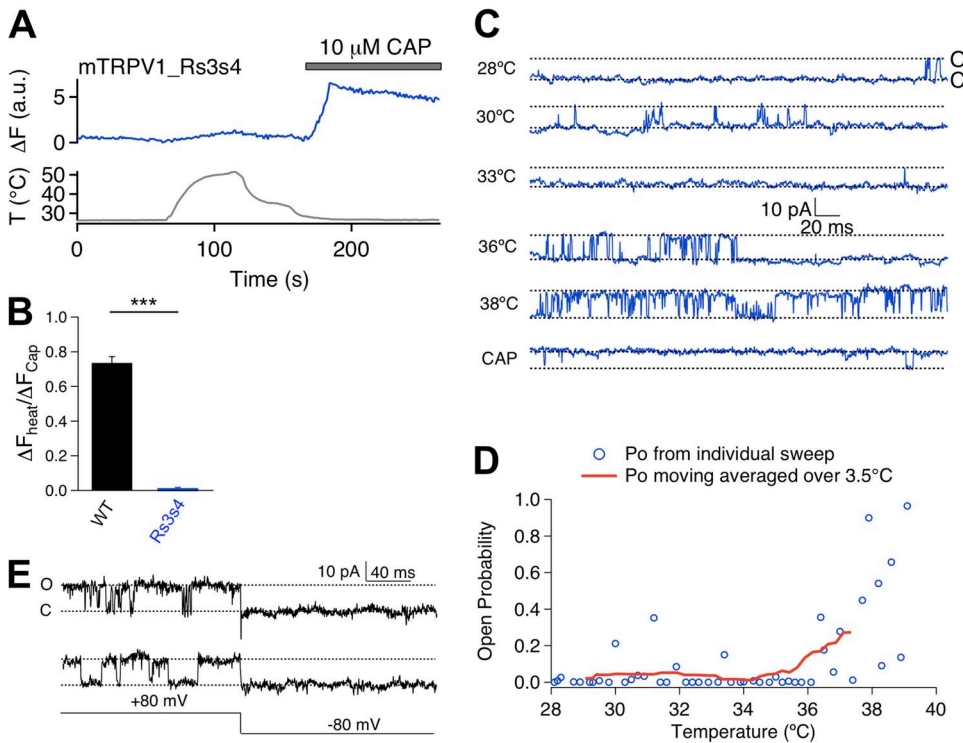 A
10 μM CAP
mTRPV1_Rs3s4
ΔF (a.u.)
5
0
T (°C)
50
40
30
0
100
200
Time (s)
B
***
ΔFheat/ΔFCap
0.8
0.6
0.4
0.2
0.0
WT
Rs3s4
C
28°C
O
C
30°C
33°C
10 pA
20 ms
36°C
38°C
CAP
D
Po from individual sweep
Po moving averaged over 3.5°C
Open Probability
1.0
0.8
0.6
0.4
0.2
0.0
28
30
32
34
36
38
40
Temperature (°C)
E
10 pA
40 ms
O
C
+80 mV
-80 mV